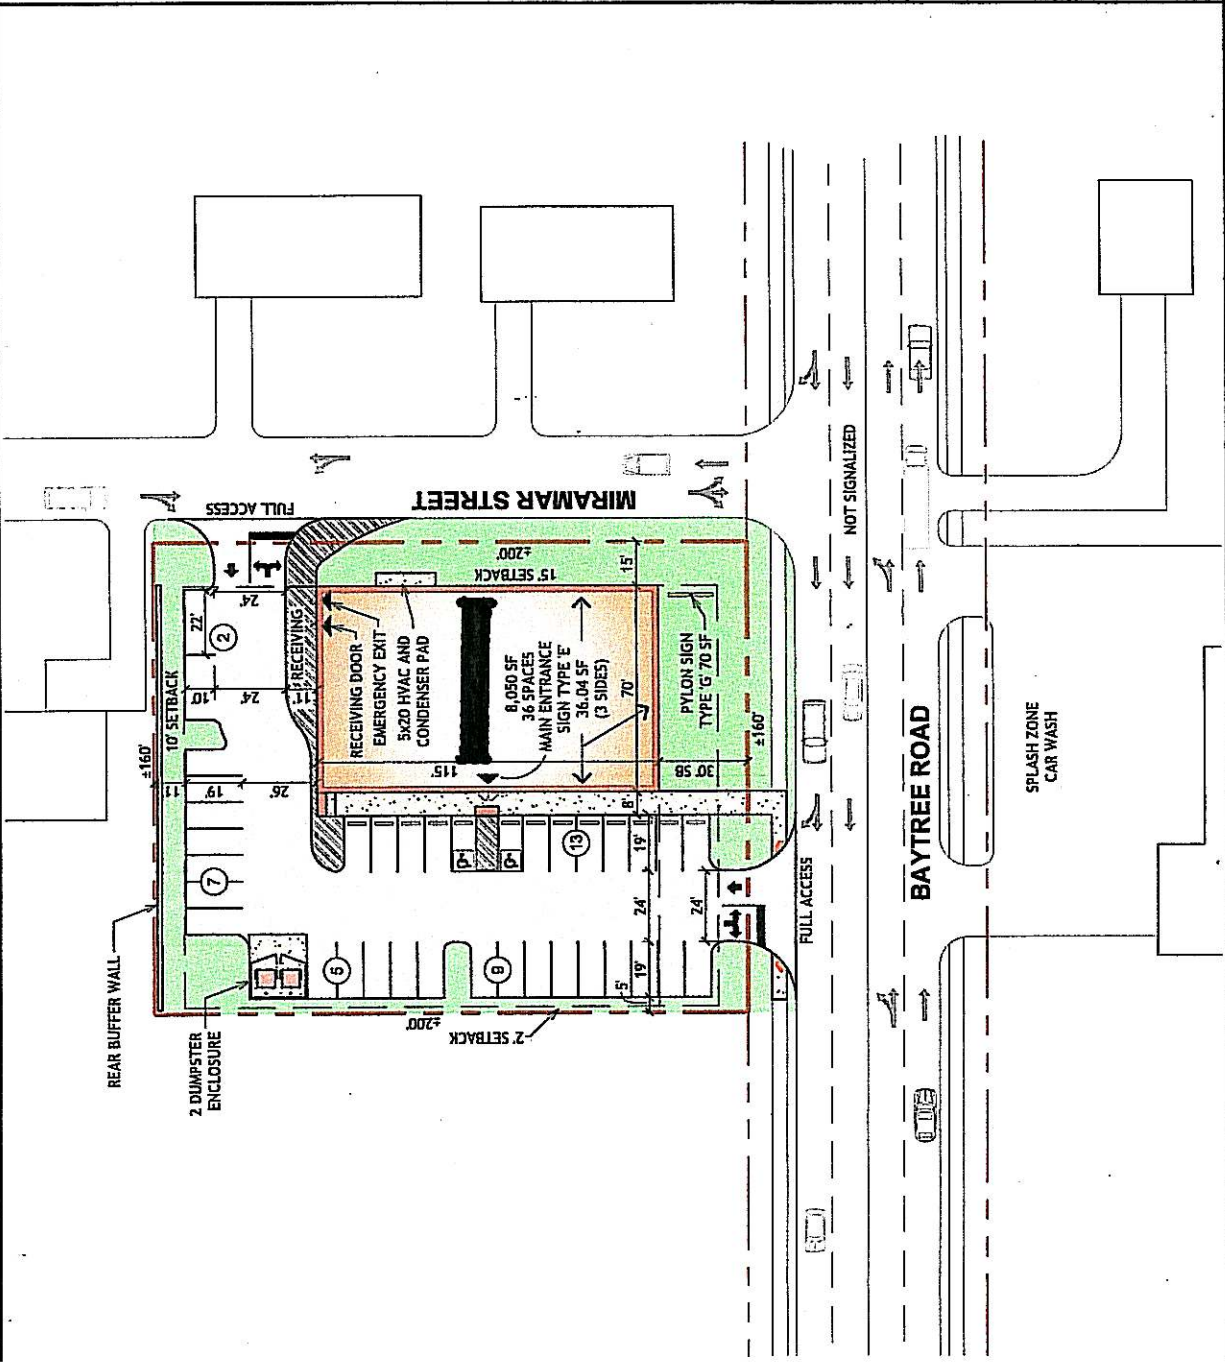 REAR BUFFER WALL
2 DUMPSTER
ENCLOSURE
±160'
10' SETBACK
11
19'
26'
10'
24'
22'
2
24'
7
5
9
13
FULL ACCESS
MIRAMAR STREET
RECEIVING
11'
RECEIVING DOOR
EMERGENCY EXIT
5x20 HVAC AND
CONDENSER PAD
8,050 SF
36 SPACES
MAIN ENTRANCE
SIGN TYPE 'E'
36.04 SF
(3 SIDES)
70'
115'
15' SETBACK
±200'
15'
PYLON SIGN
TYPE 'G' 70 SF
30' SB
±160'
8'
19'
24'
24'
19'
5'
±200'
2' SETBACK
FULL ACCESS
NOT SIGNALIZED
BAYTREE ROAD
SPLASH ZONE
CAR WASH